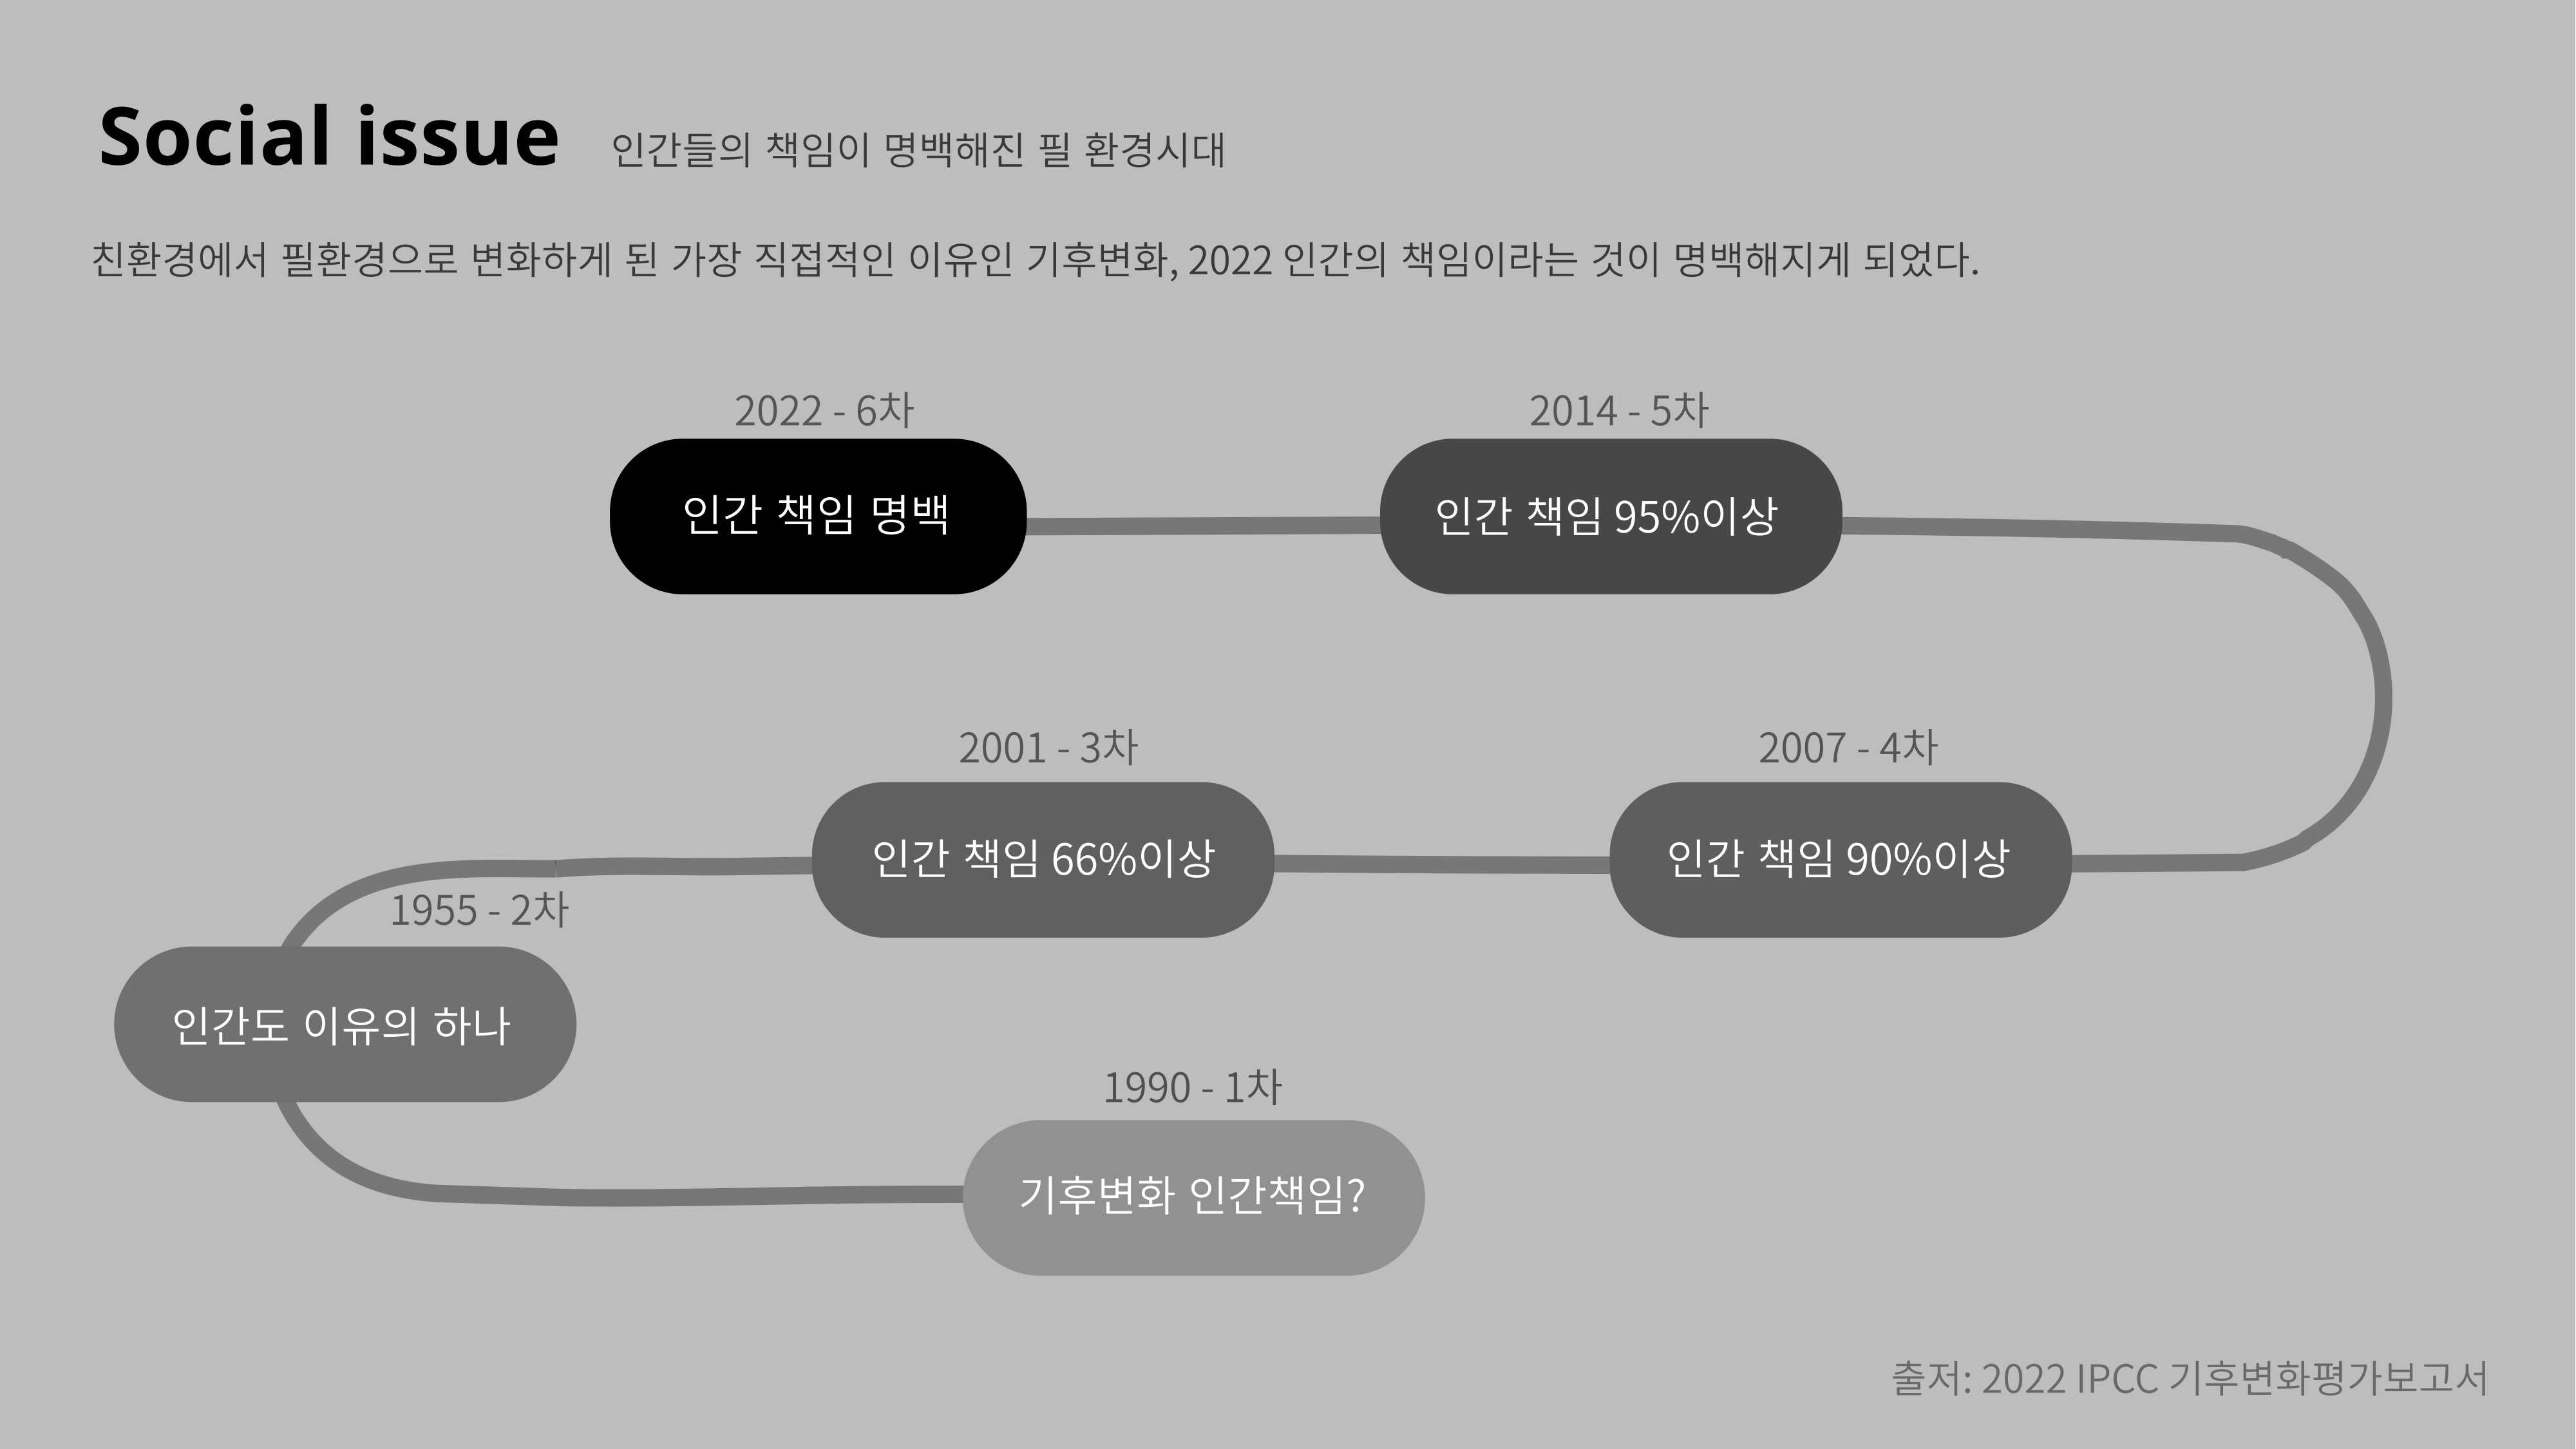 Social issue 인간들의 책임이 명백해진 필 환경시대
친환경에서 필환경으로 변화하게 된 가장 직접적인 이유인 기후변화, 2022 인간의 책임이라는 것이 명백해지게 되었다.
2022 - 6차
인간 책임 명백
2014 - 5차
인간 책임 95%이상
2001 - 3차
인간 책임 66%이상
2007 - 4차
인간 책임 90%이상
1955 - 2차
인간도 이유의 하나
1990 - 1차
기후변화 인간책임?
출저: 2022 IPCC 기후변화평가보고서